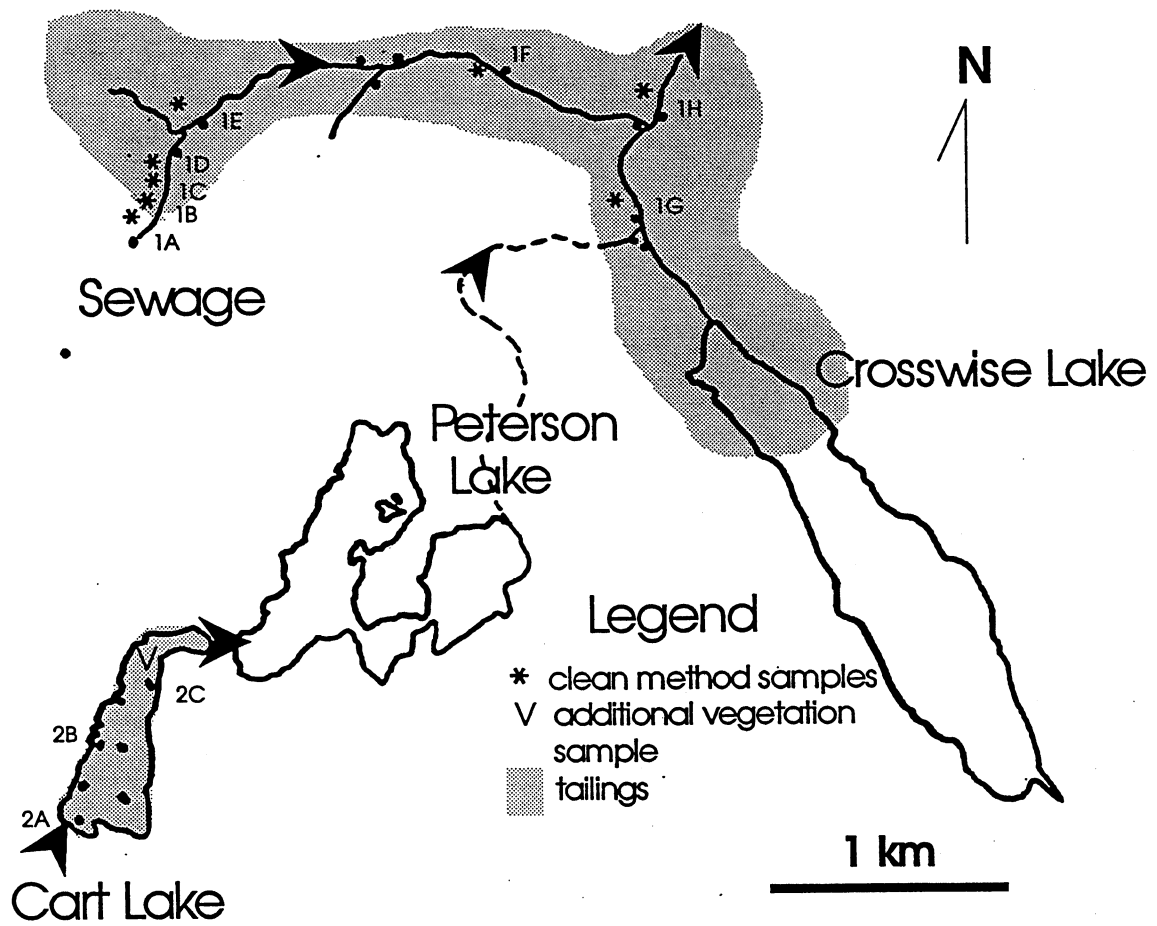 N
1F
1H
1E
1D
1C
1B
1A
1G
Sewage
Crosswise Lake
Peterson
Lake
Legend
* clean method samples
V additional vegetation
sample
tailings
V
2C
2B
2A
1 km
Cart Lake